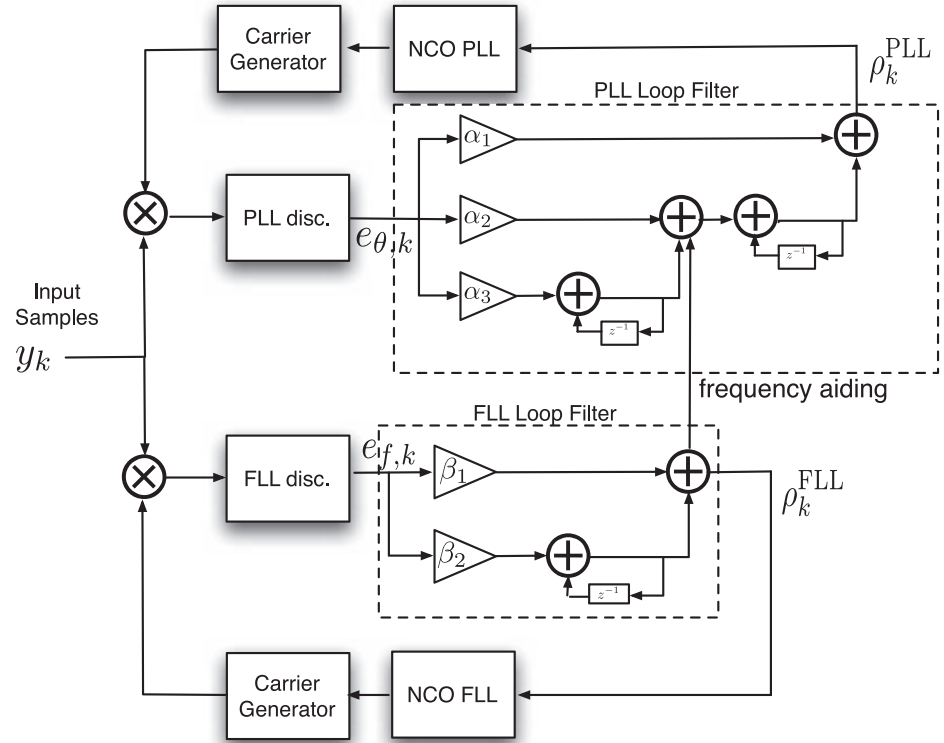 Carrier
Generator
NCO PLL
ρ_k^PLL
PLL Loop Filter
α₁
PLL disc.
e_θ,k
α₂
z⁻¹
α₃
z⁻¹
Input
Samples
y_k
frequency aiding
FLL Loop Filter
FLL disc.
e_f,k
β₁
ρ_k^FLL
β₂
z⁻¹
Carrier
Generator
NCO FLL